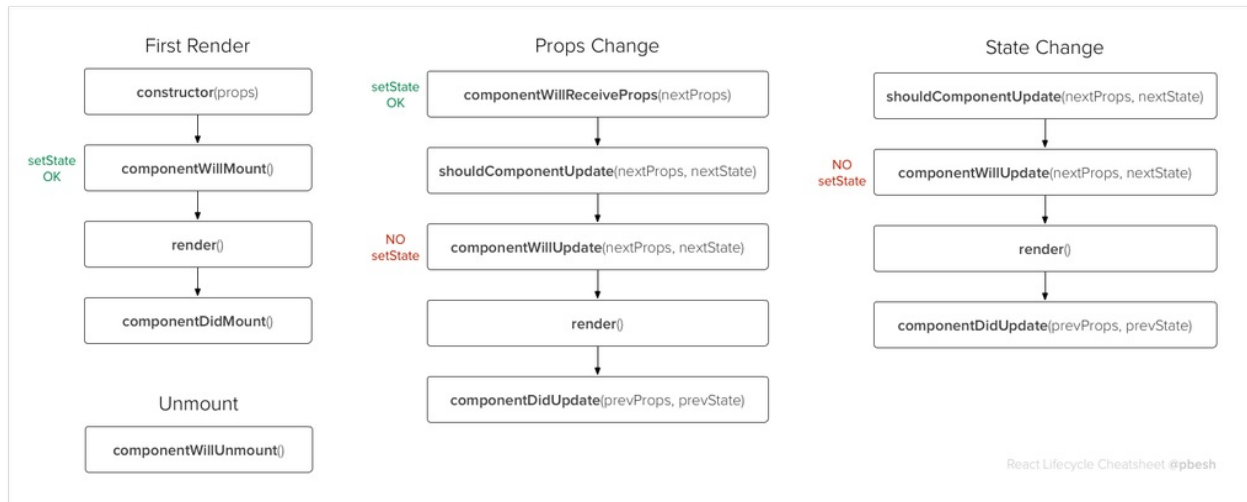 First Render
constructor(props)
setState
OK
componentWillMount()
render()
componentDidMount()
Unmount
componentWillUnmount()
Props Change
setState
OK
componentWillReceiveProps(nextProps)
shouldComponentUpdate(nextProps, nextState)
NO
setState
componentWillUpdate(nextProps, nextState)
render()
componentDidUpdate(prevProps, prevState)
State Change
shouldComponentUpdate(nextProps, nextState)
NO
setState
componentWillUpdate(nextProps, nextState)
render()
componentDidUpdate(prevProps, prevState)
React Lifecycle Cheatsheet @pbesh